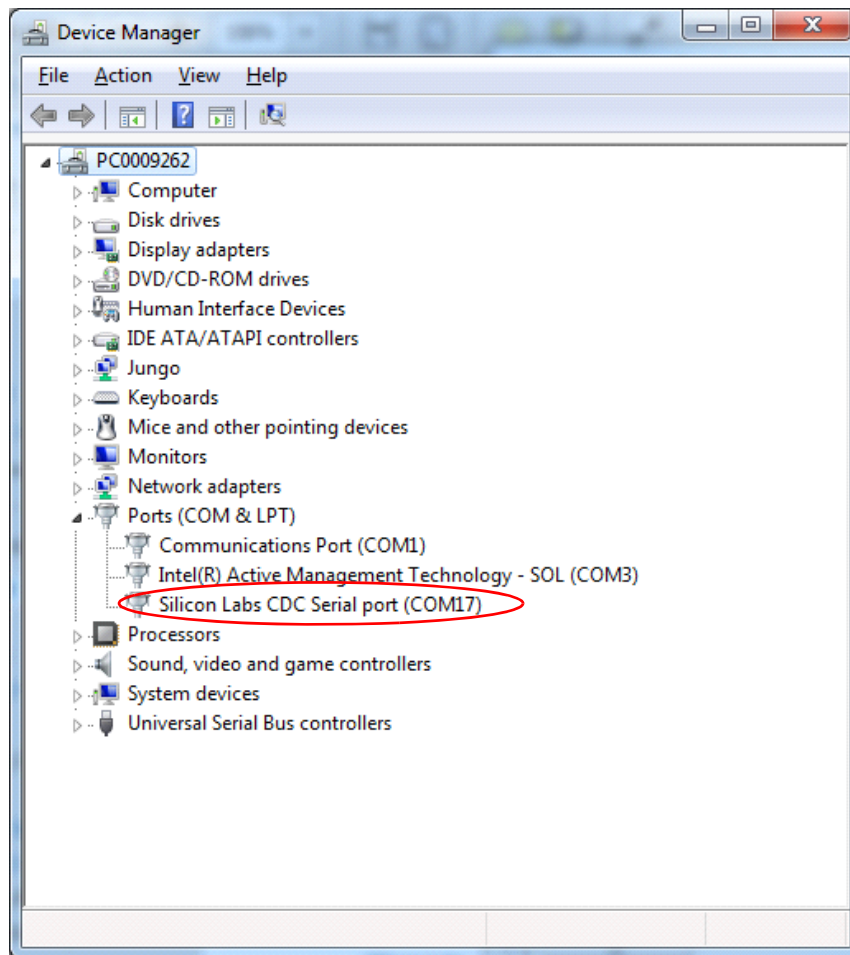 Device Manager
File Action View Help
PC0009262
Computer
Disk drives
Display adapters
DVD/CD-ROM drives
Human Interface Devices
IDE ATA/ATAPI controllers
Jungo
Keyboards
Mice and other pointing devices
Monitors
Network adapters
Ports (COM & LPT)
Communications Port (COM1)
Intel(R) Active Management Technology - SOL (COM3)
Silicon Labs CDC Serial port (COM17)
Processors
Sound, video and game controllers
System devices
Universal Serial Bus controllers